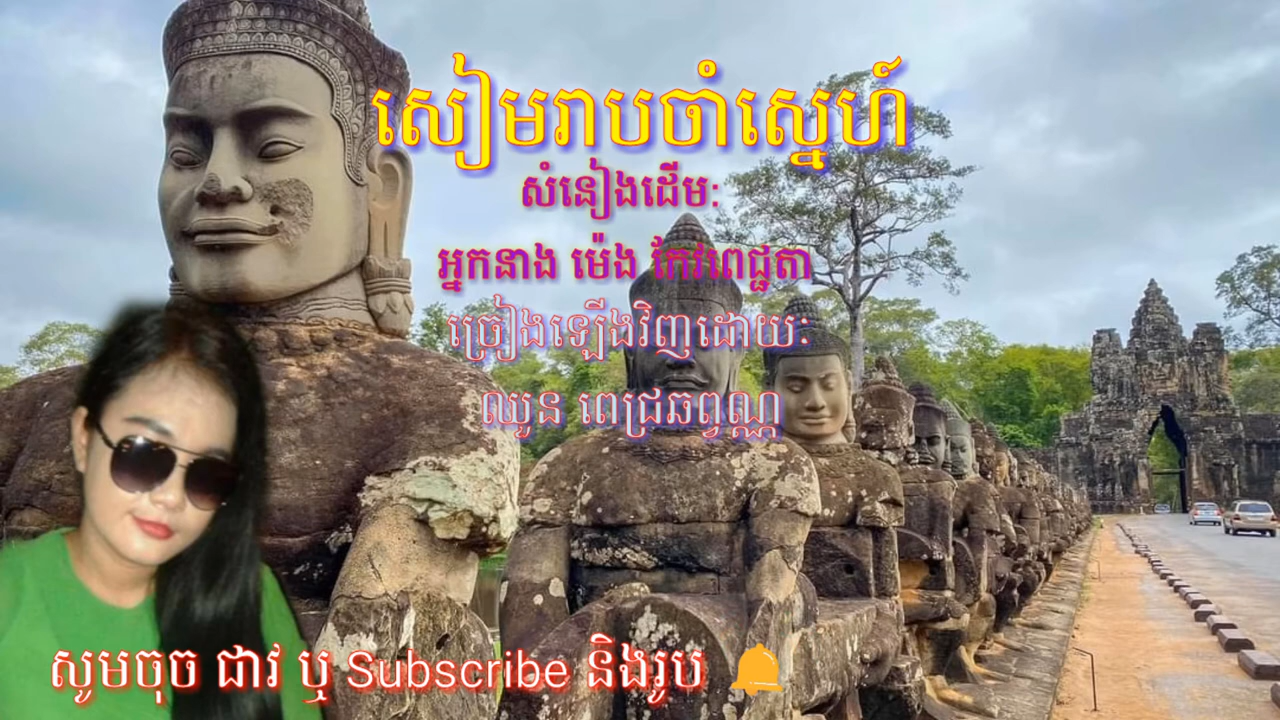 សៀមរាបចាំស្នេហ៍
សំនៀងដើម:
អ្នកនាង ម៉េង កែវពេជ្ជតា
ច្រៀងឡើងវិញដោយ:
ឈួន ពេជ្រឆព្វណ្ណ
សូមចុច ជាវ ឬ Subscribe និងរូប 🔔